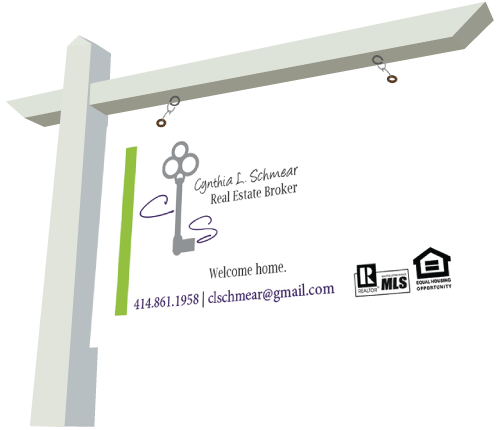 Cynthia L. Schmear
Real Estate Broker
C
S
Welcome home.
414.861.1958 | clschmear@gmail.com
R
REALTOR
MLS
EQUAL HOUSING
OPPORTUNITY